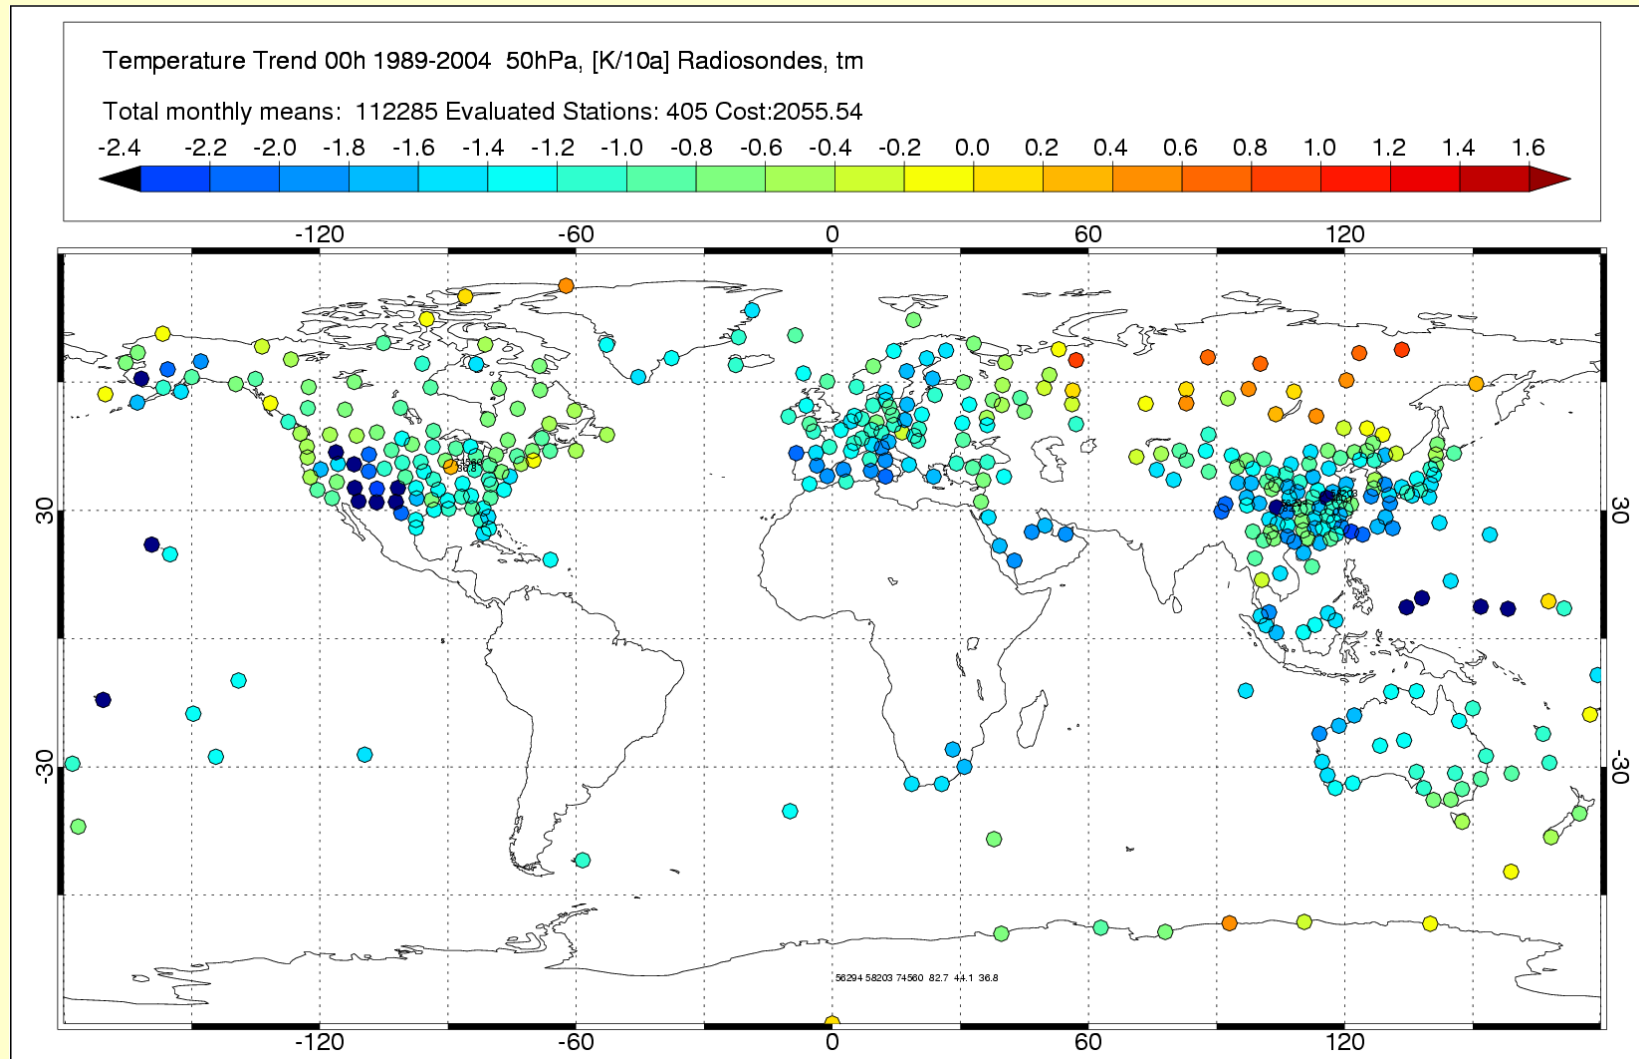 Temperature Trend 00h 1989-2004  50hPa, [K/10a] Radiosondes, tm
Total monthly means:  112285 Evaluated Stations: 405 Cost:2055.54
-2.4 -2.2 -2.0 -1.8 -1.6 -1.4 -1.2 -1.0 -0.8 -0.6 -0.4 -0.2 0.0 0.2 0.4 0.6 0.8 1.0 1.2 1.4 1.6
-120 -60 0 60 120
74560
36.8
30 30
-30 -30
56294 58203 74560  82.7  44.1  36.8
-120 -60 0 60 120